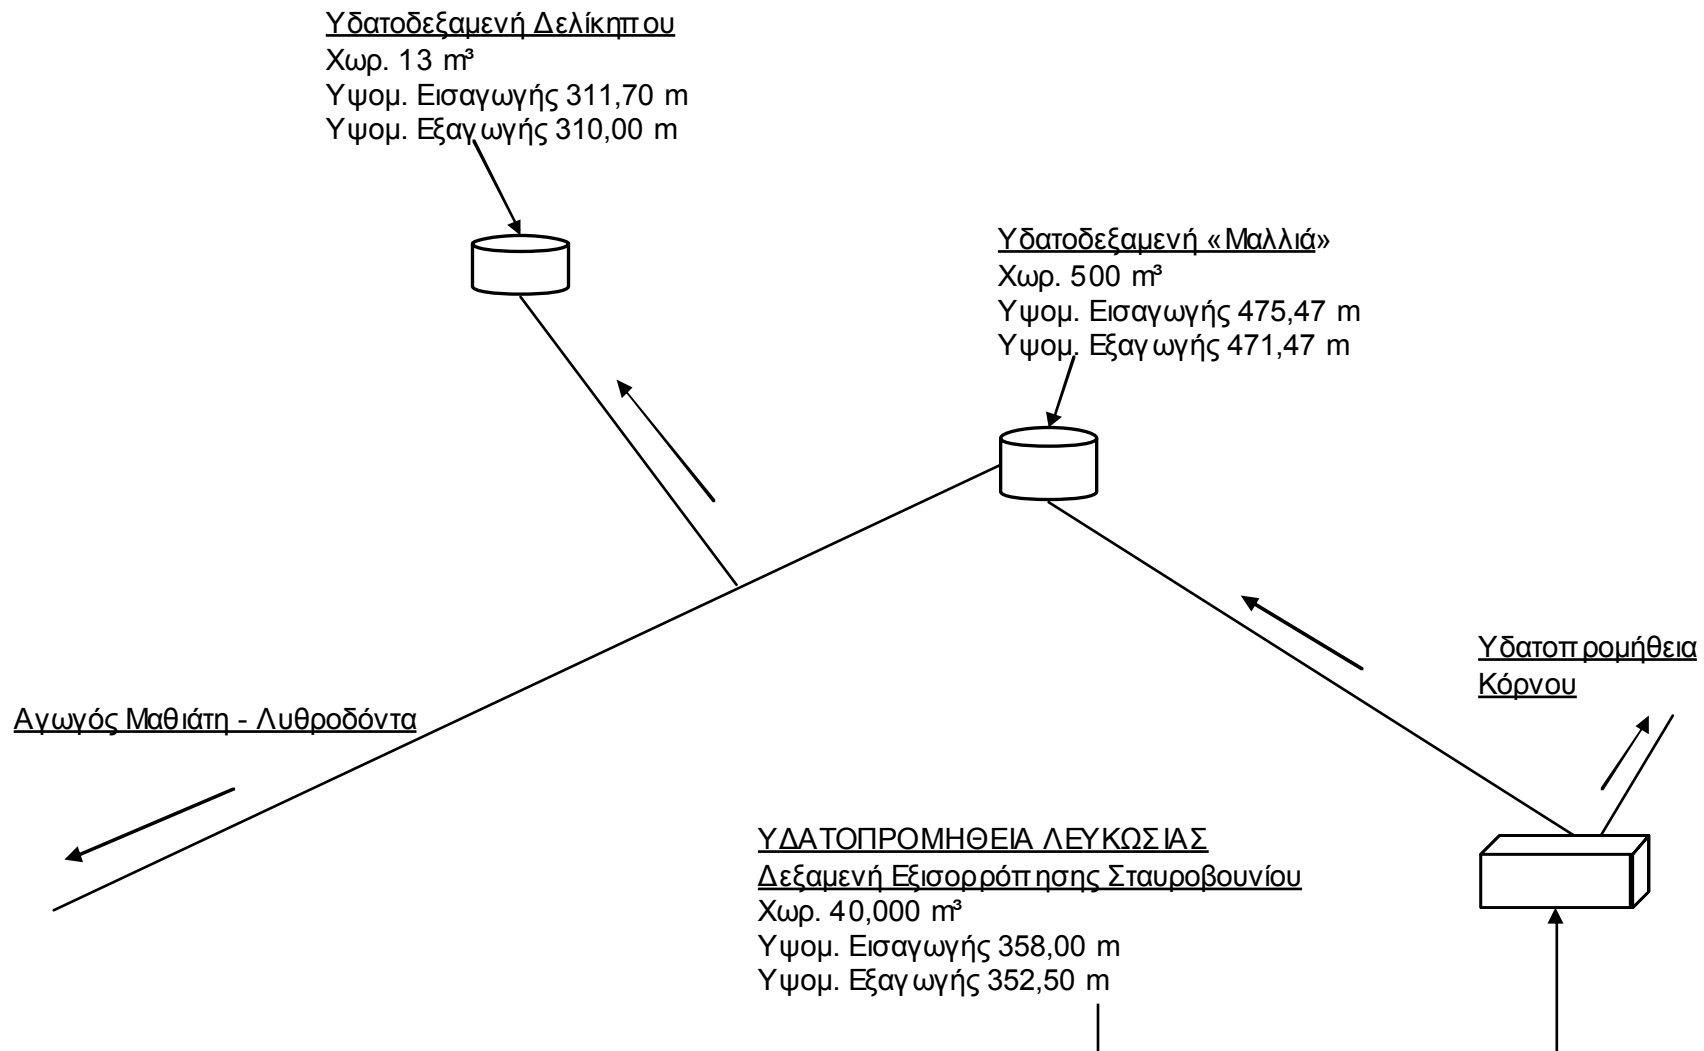 Υδατοδεξαμενή Δελίκηπου
Χωρ. 13 m³
Υψομ. Εισαγωγής 311,70 m
Υψομ. Εξαγωγής 310,00 m
Υδατοδεξαμενή «Μαλλιά»
Χωρ. 500 m³
Υψομ. Εισαγωγής 475,47 m
Υψομ. Εξαγωγής 471,47 m
Υδατοπρομήθεια
Κόρνου
Αγωγός Μαθιάτη - Λυθροδόντα
ΥΔΑΤΟΠΡΟΜΗΘΕΙΑ ΛΕΥΚΩΣΙΑΣ
Δεξαμενή Εξισορρόπησης Σταυροβουνίου
Χωρ. 40,000 m³
Υψομ. Εισαγωγής 358,00 m
Υψομ. Εξαγωγής 352,50 m